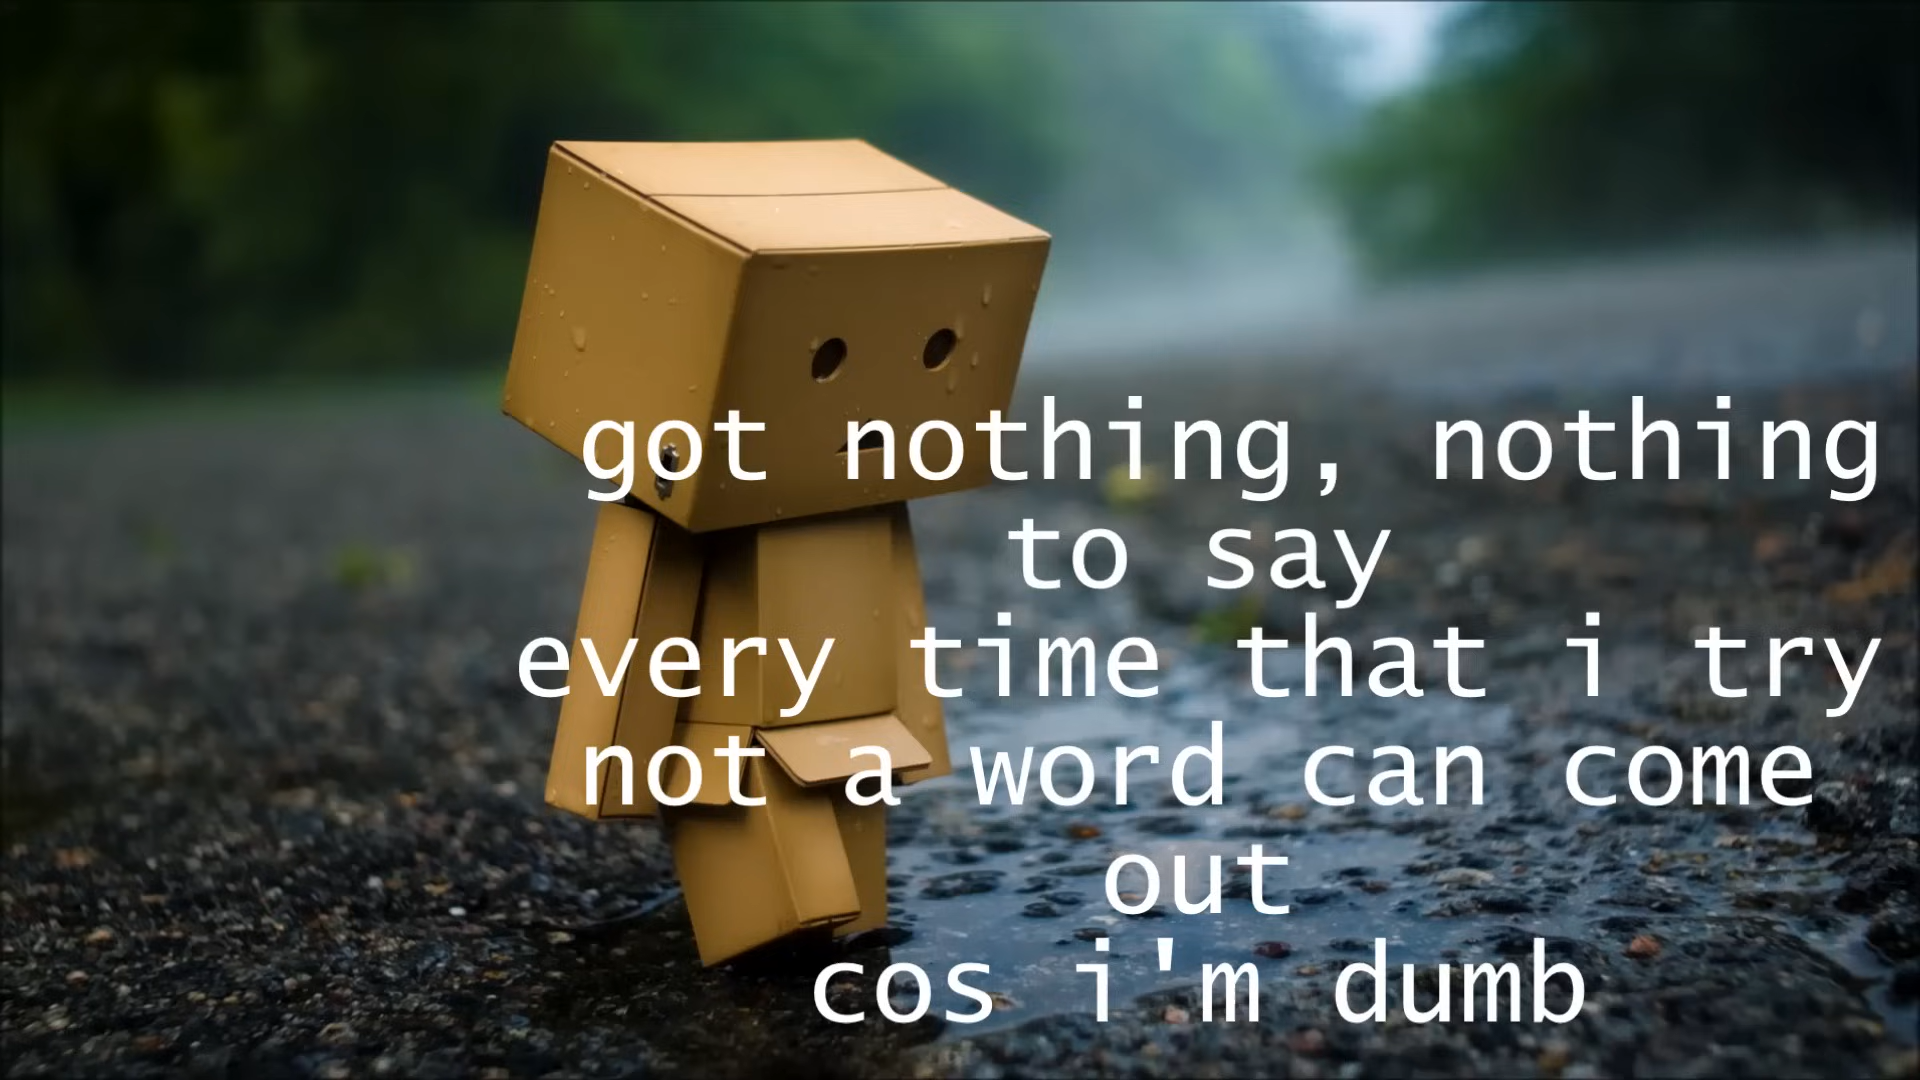 got nothing, nothing
to say
every time that i try
not a word can come
out
cos i'm dumb